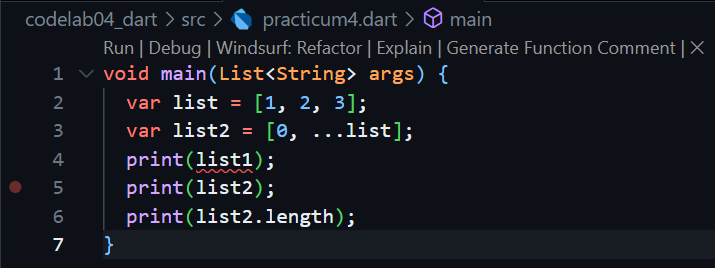 codelab04_dart > src > practicum4.dart > main
Run | Debug | Windsurf: Refactor | Explain | Generate Function Comment | ×
1 void main(List<String> args) {
2 var list = [1, 2, 3];
3 var list2 = [0, ...list];
4 print(list1);
5 print(list2);
6 print(list2.length);
7 }